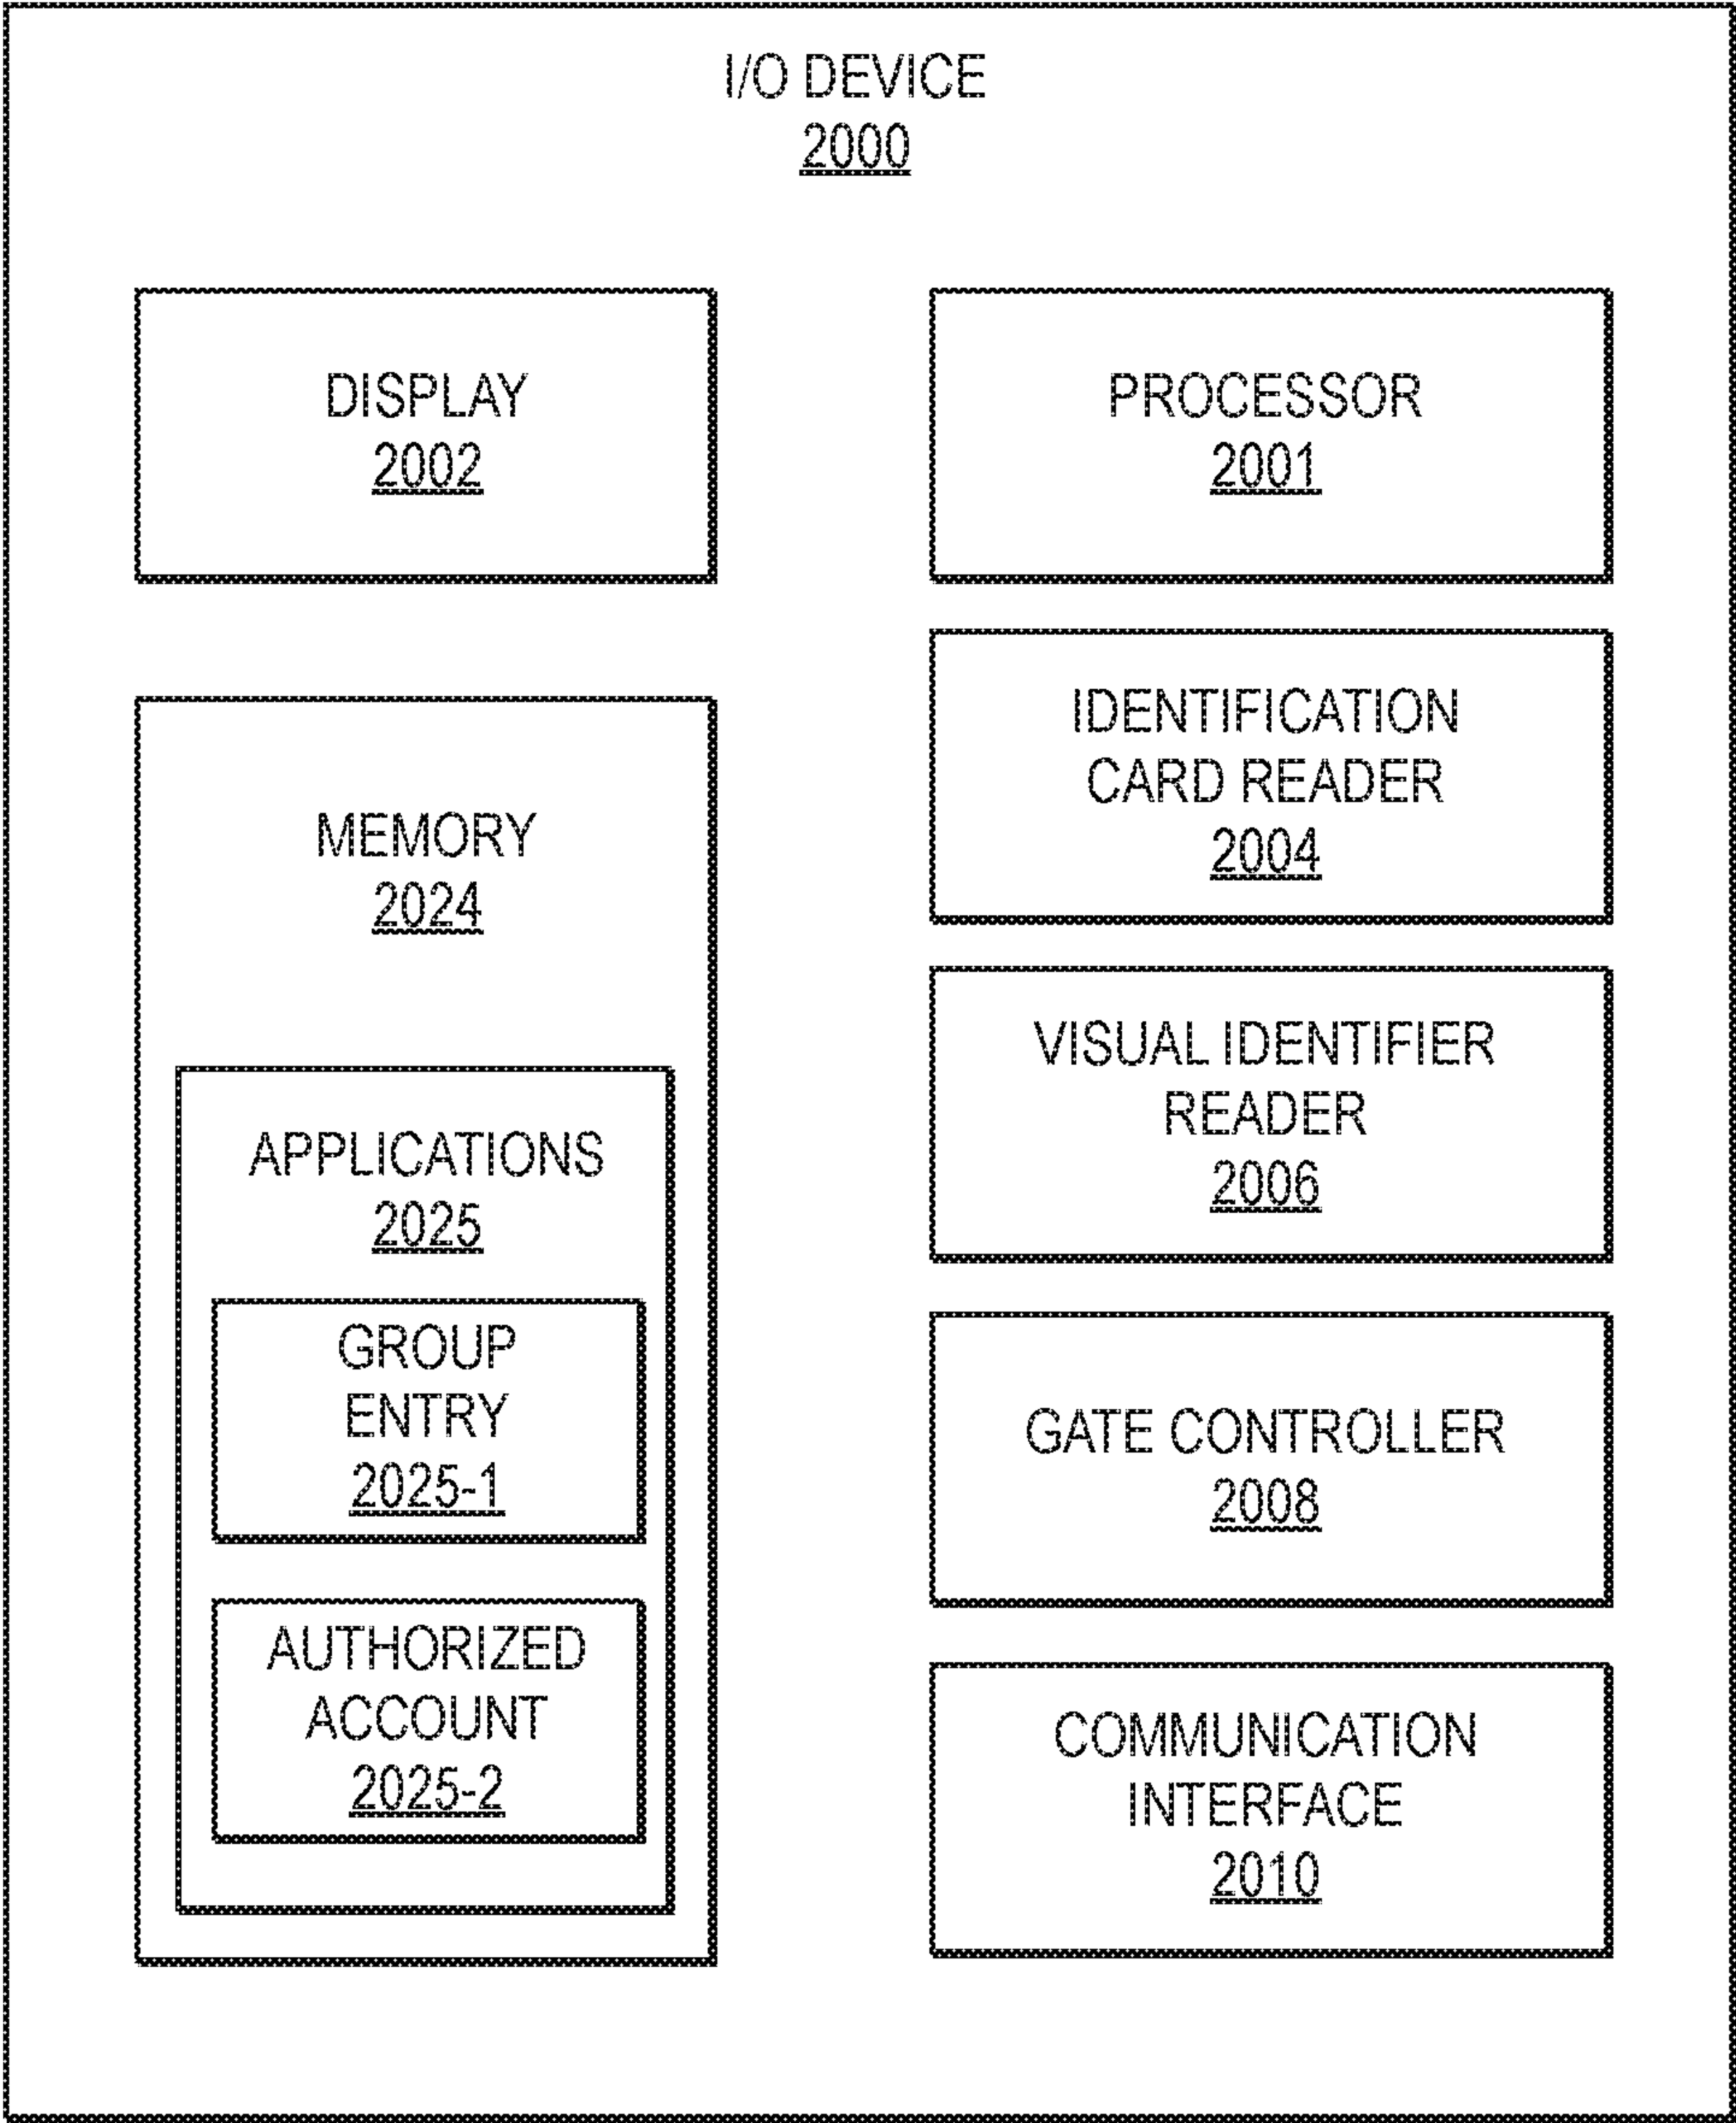 I/O DEVICE
2000
DISPLAY
2002
PROCESSOR
2001
IDENTIFICATION
CARD READER
2004
MEMORY
2024
VISUAL IDENTIFIER
READER
2006
APPLICATIONS
2025
GROUP
ENTRY
2025-1
GATE CONTROLLER
2008
AUTHORIZED
ACCOUNT
2025-2
COMMUNICATION
INTERFACE
2010